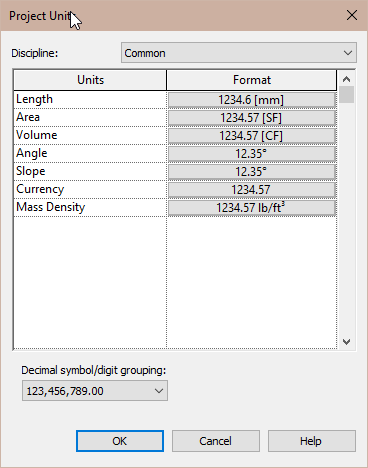 Project Units
Discipline: Common
Units Format
Length 1234.6 [mm]
Area 1234.57 [SF]
Volume 1234.57 [CF]
Angle 12.35°
Slope 12.35°
Currency 1234.57
Mass Density 1234.57 lb/ft³
Decimal symbol/digit grouping:
123,456,789.00
OK Cancel Help